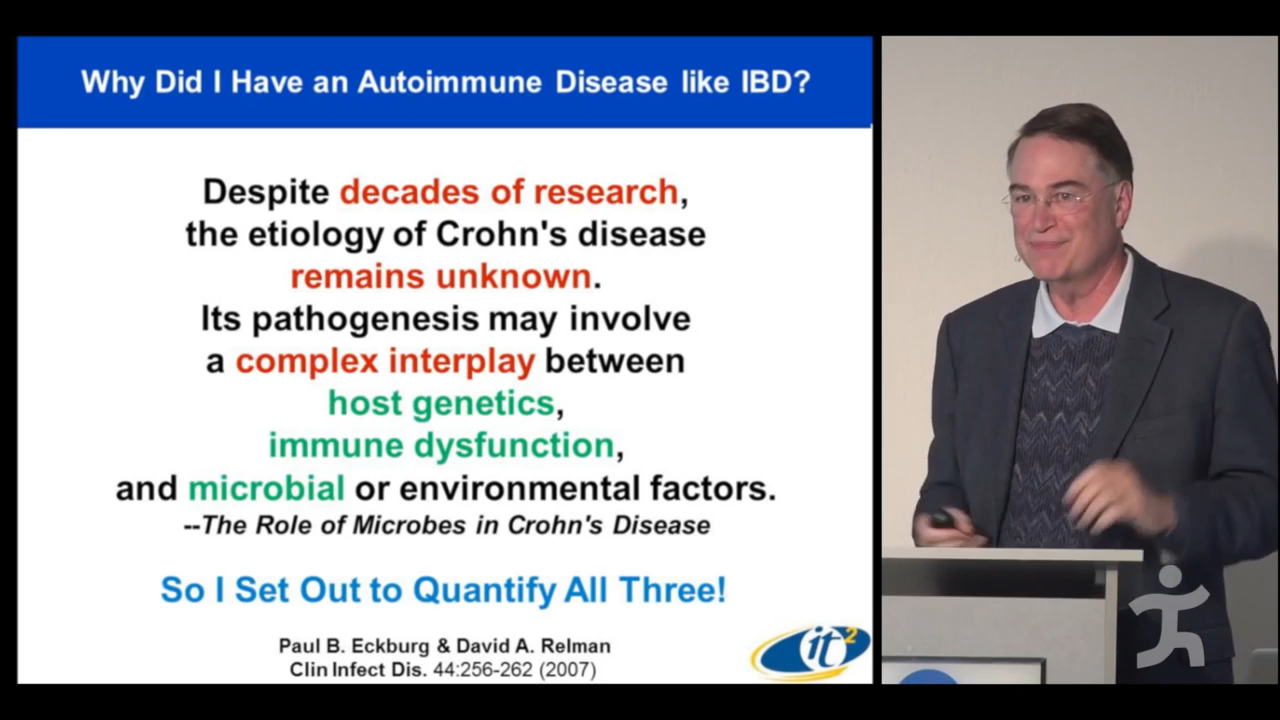 Why Did I Have an Autoimmune Disease like IBD?
Despite decades of research,
the etiology of Crohn's disease
remains unknown.
Its pathogenesis may involve
a complex interplay between
host genetics,
immune dysfunction,
and microbial or environmental factors.
--The Role of Microbes in Crohn's Disease
So I Set Out to Quantify All Three!
Paul B. Eckburg & David A. Relman
Clin Infect Dis. 44:256-262 (2007)
it2